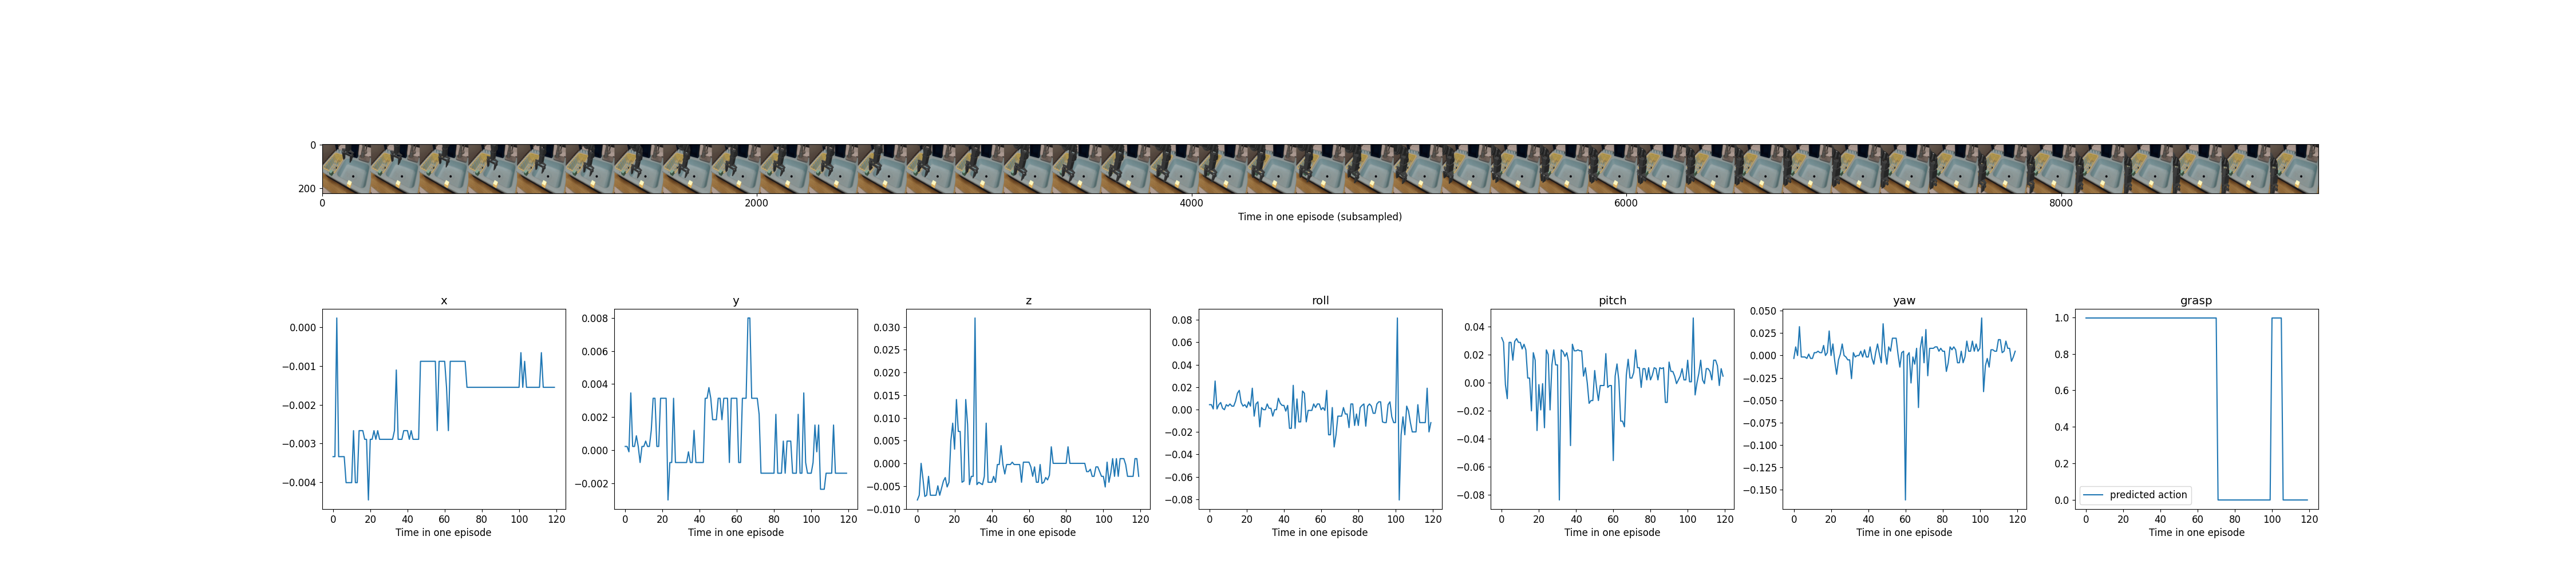 0
200
0 2000 4000 6000 8000
Time in one episode (subsampled)
x y z roll pitch yaw grasp
0.000
−0.001
−0.002
−0.003
−0.004
0 20 40 60 80 100 120
Time in one episode
0.008
0.006
0.004
0.002
0.000
−0.002
0 20 40 60 80 100 120
Time in one episode
0.030
0.025
0.020
0.015
0.010
0.005
0.000
−0.005
−0.010
0 20 40 60 80 100 120
Time in one episode
0.08
0.06
0.04
0.02
0.00
−0.02
−0.04
−0.06
−0.08
0 20 40 60 80 100 120
Time in one episode
0.04
0.02
0.00
−0.02
−0.04
−0.06
−0.08
0 20 40 60 80 100 120
Time in one episode
0.050
0.025
0.000
−0.025
−0.050
−0.075
−0.100
−0.125
−0.150
0 20 40 60 80 100 120
Time in one episode
1.0
0.8
0.6
0.4
0.2
0.0
predicted action
0 20 40 60 80 100 120
Time in one episode